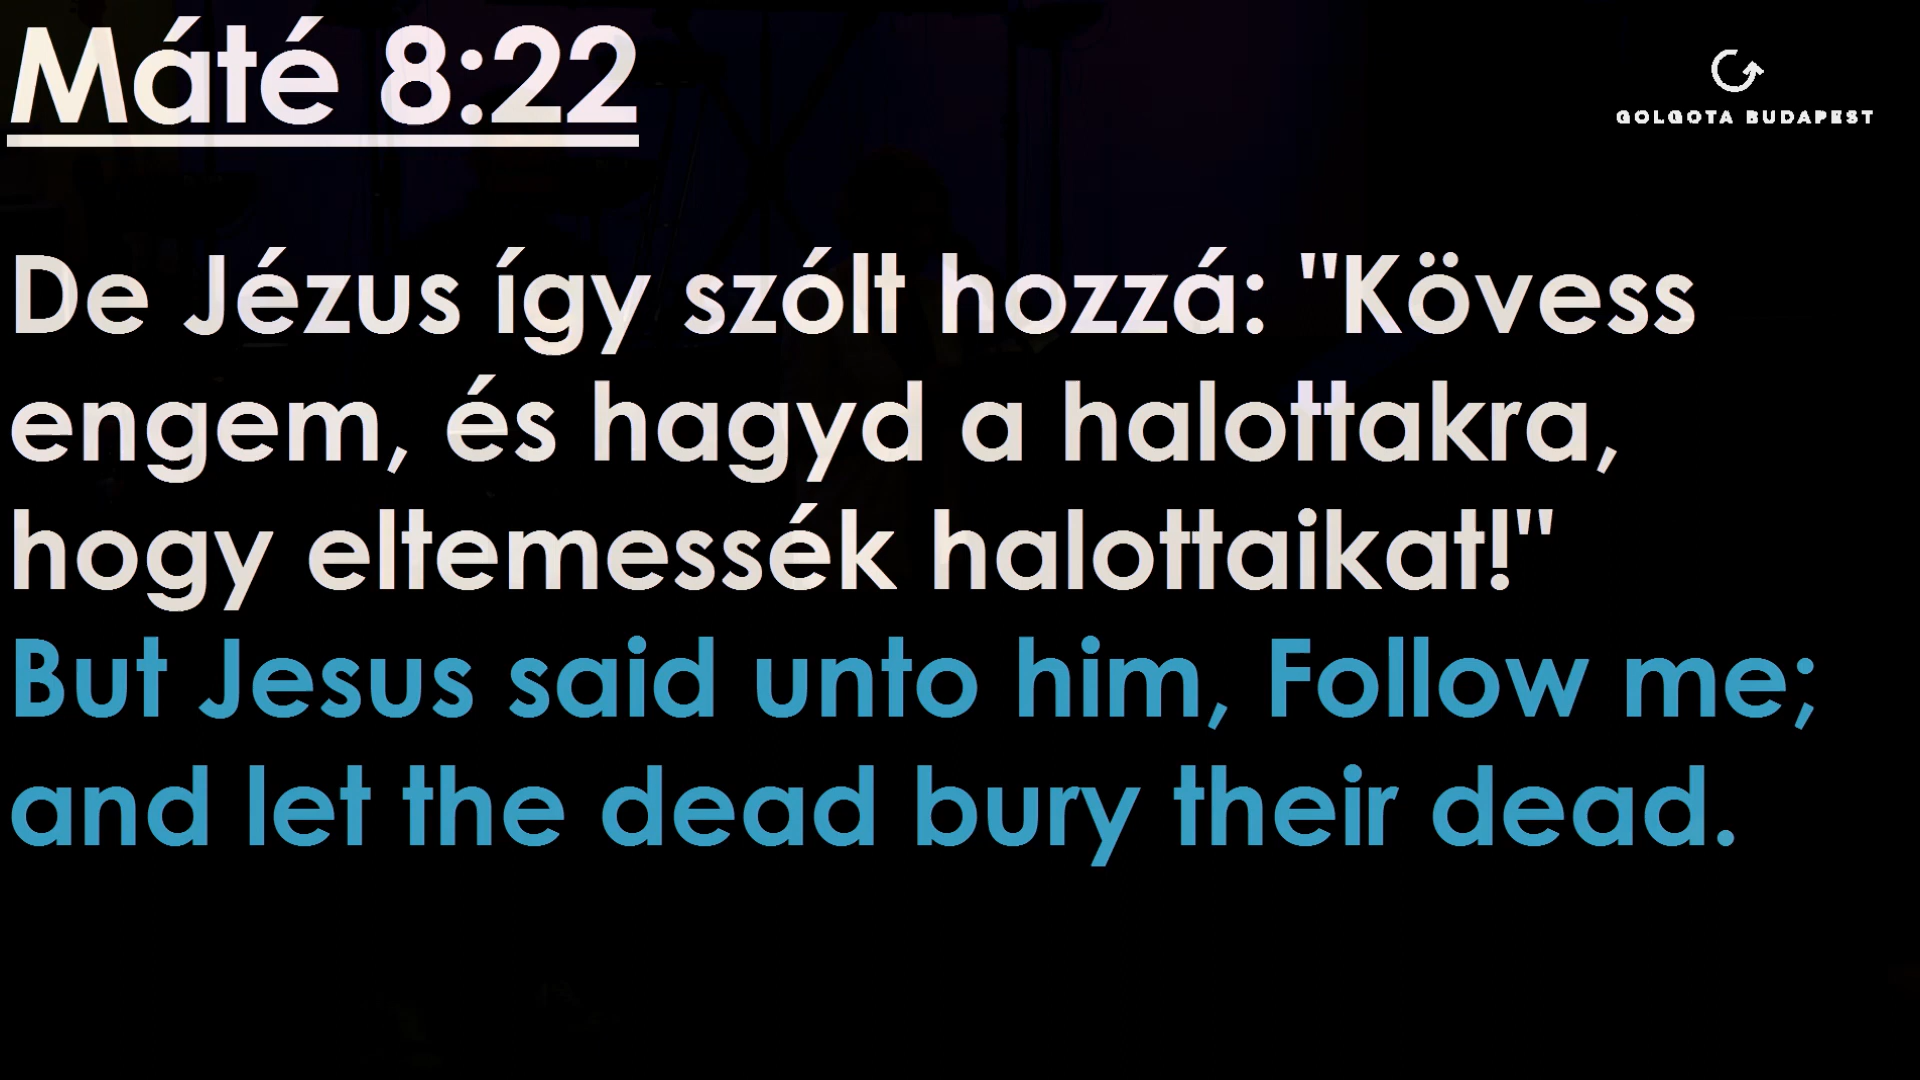 Máté 8:22
GOLGOTA BUDAPEST
De Jézus így szólt hozzá: "Kövess
engem, és hagyd a halottakra,
hogy eltemessék halottaikat!"
But Jesus said unto him, Follow me;
and let the dead bury their dead.